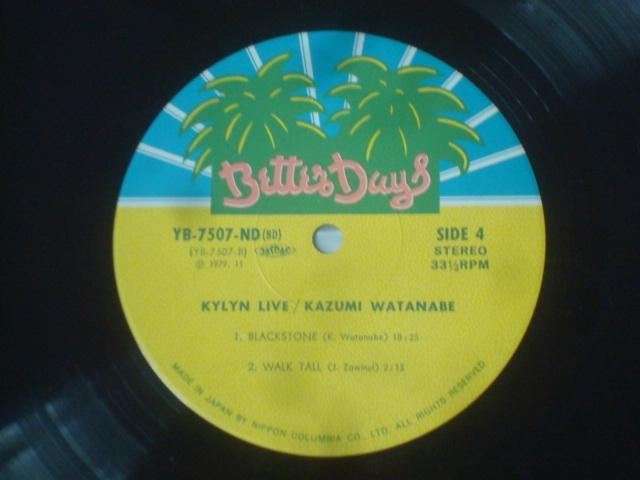 Better Days
YB-7507-ND(BD)
SIDE 4
(YB-7507-B)
STEREO
℗ 1979. 11
33⅓RPM
KYLYN LIVE / KAZUMI WATANABE
1. BLACKSTONE (K. Watanabe) 18:25
2. WALK TALL (J. Zawinul) 2:15
MADE IN JAPAN BY NIPPON COLUMBIA CO., LTD. ALL RIGHTS RESERVED